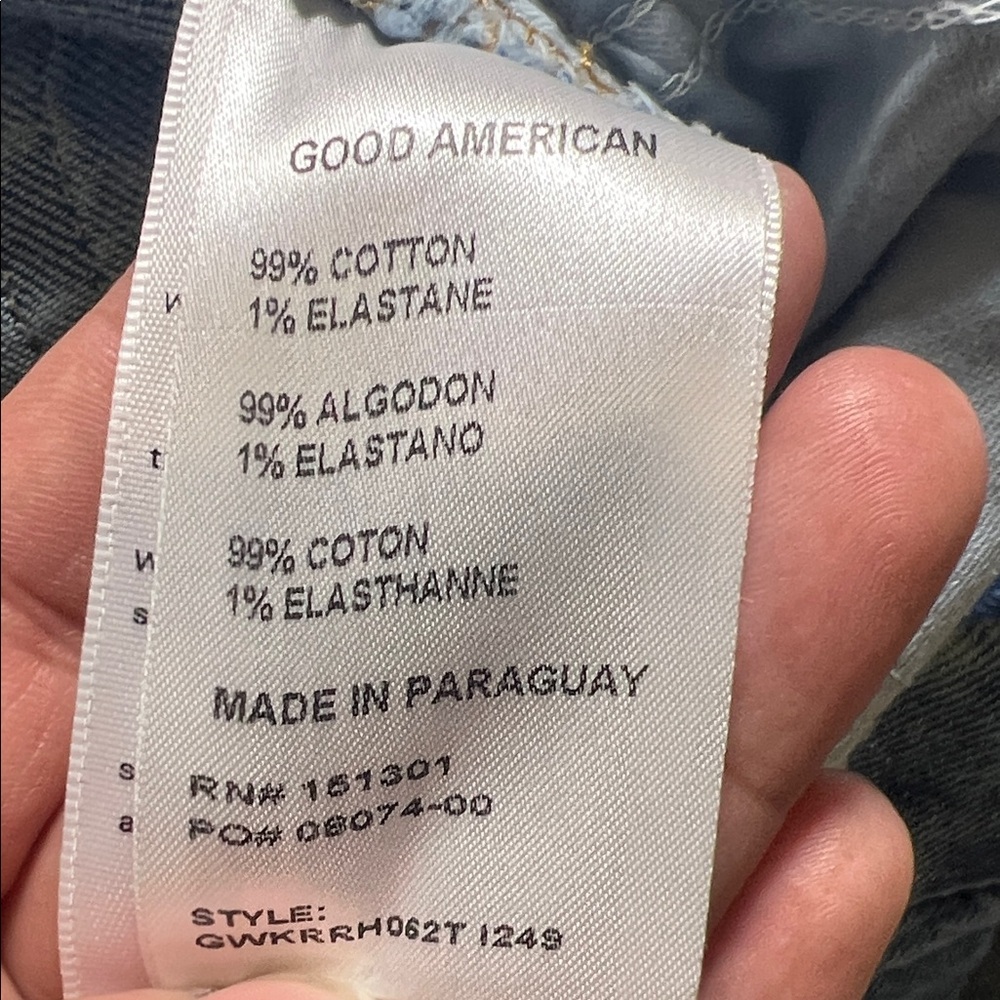 GOOD AMERICAN
99% COTTON
1% ELASTANE
99% ALGODON
1% ELASTANO
99% COTON
1% ELASTHANNE
MADE IN PARAGUAY
RN# 151301
PO# 06074-00
STYLE:
GWKRRH062T I249